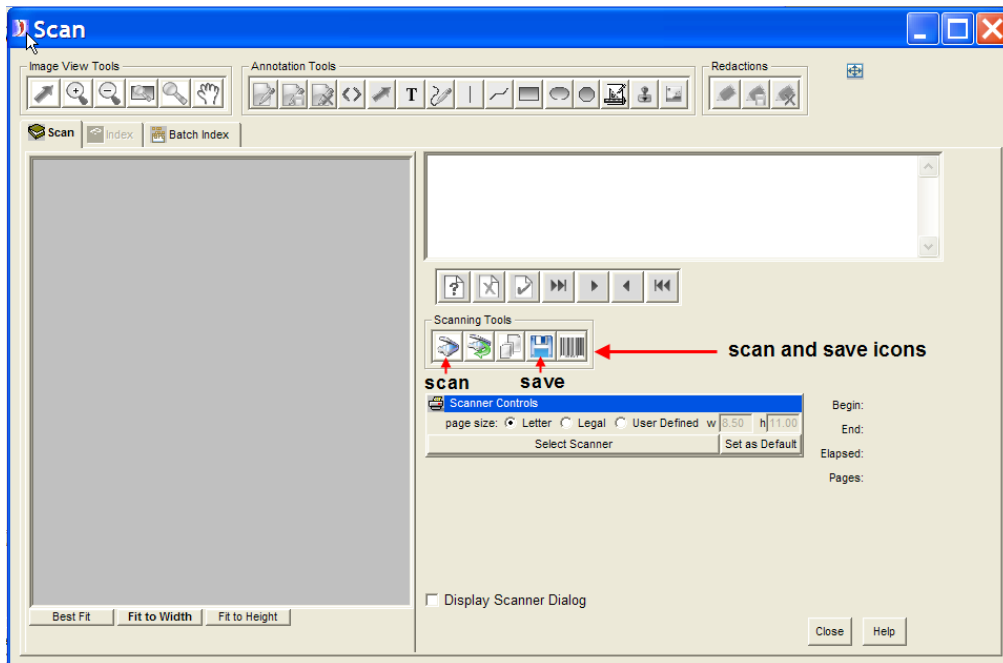 Scan
Image View Tools
Annotation Tools
Redactions
T
Scan
Index
Batch Index
?
Scanning Tools
scan and save icons
scan
save
Scanner Controls
page size: Letter Legal User Defined w 8.50 h 11.00
Select Scanner
Set as Default
Begin:
End:
Elapsed:
Pages:
Display Scanner Dialog
Best Fit
Fit to Width
Fit to Height
Close
Help